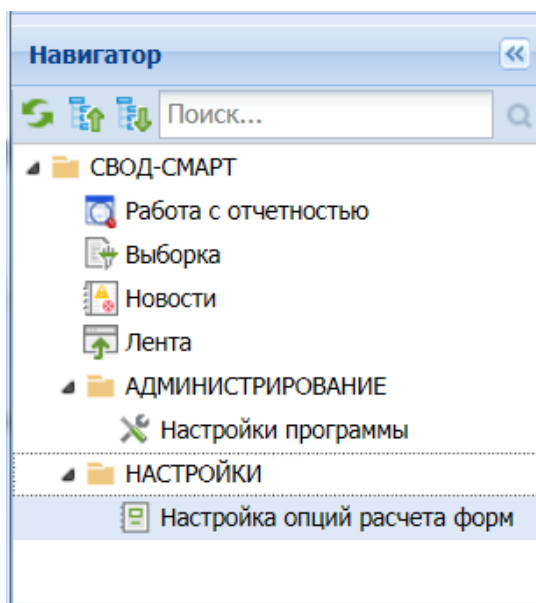 Навигатор
Поиск...
СВОД-СМАРТ
Работа с отчетностью
Выборка
Новости
Лента
АДМИНИСТРИРОВАНИЕ
Настройки программы
НАСТРОЙКИ
Настройка опций расчета форм